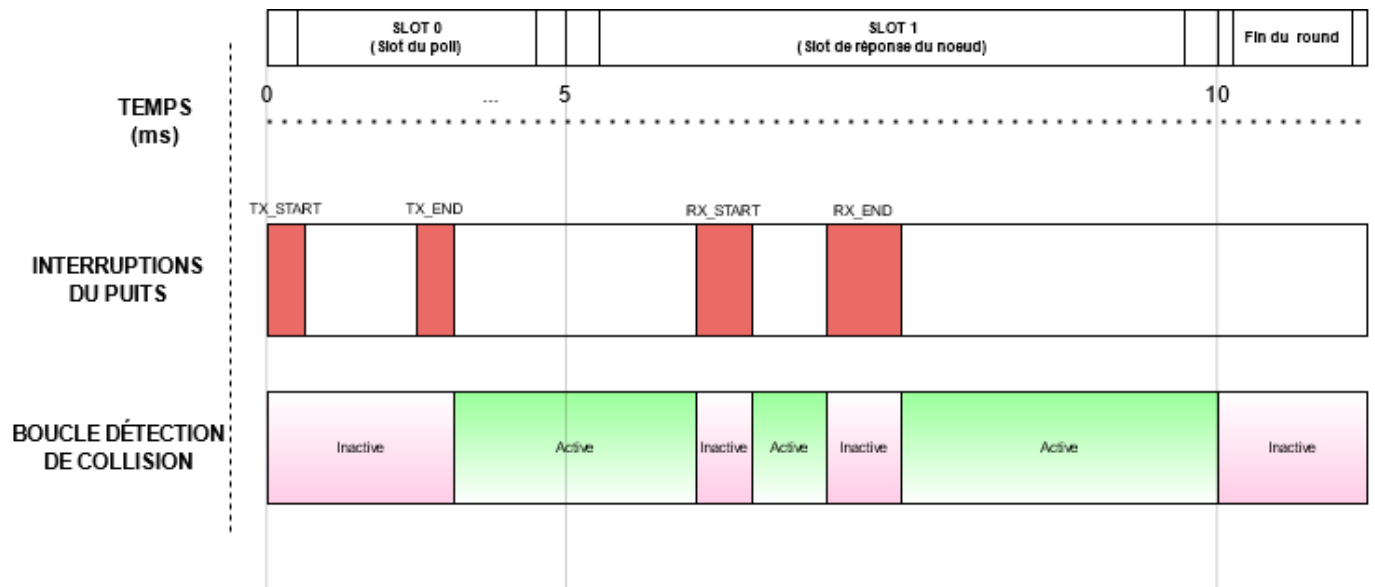 SLOT 0
(Slot du poll)
SLOT 1
(Slot de réponse du noeud)
Fin du round
TEMPS
(ms)
0
...
5
10
TX_START
TX_END
RX_START
RX_END
INTERRUPTIONS
DU PUITS
BOUCLE DÉTECTION
DE COLLISION
Inactive
Active
Inactive
Active
Inactive
Active
Inactive